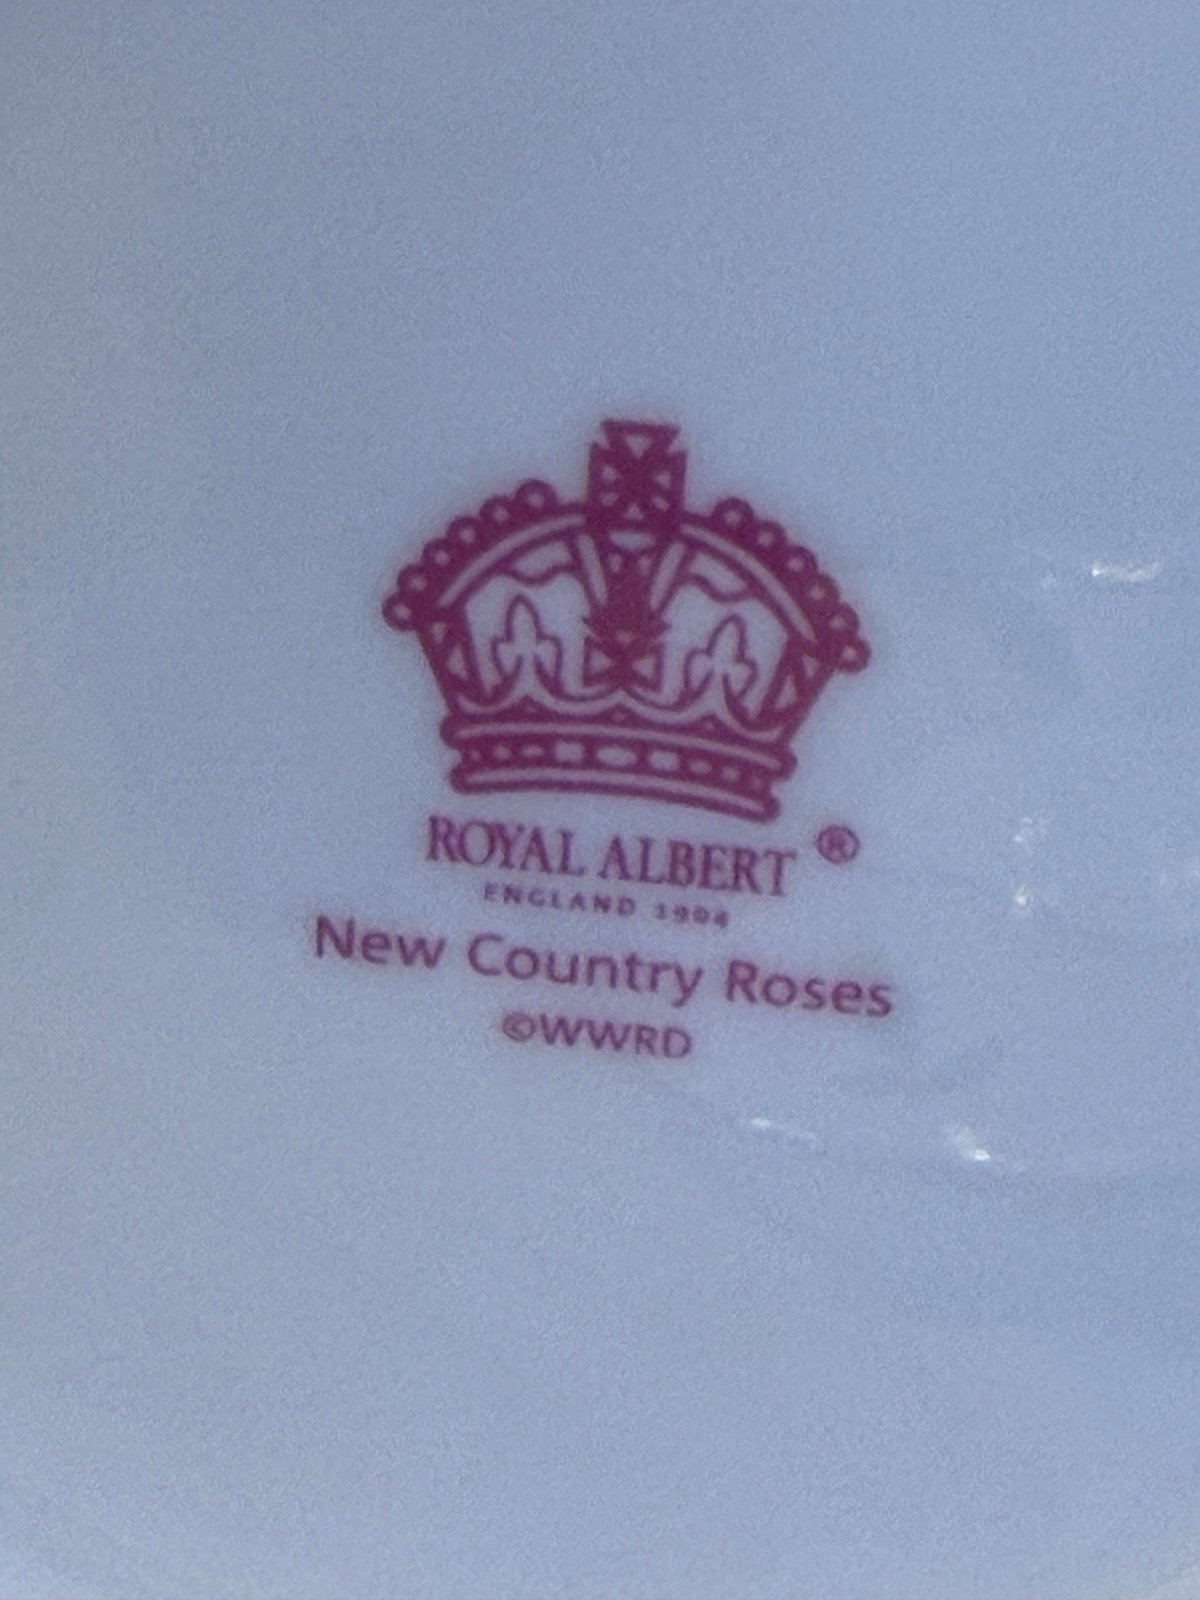 ROYAL ALBERT ®
ENGLAND 1904
New Country Roses
©WWRD